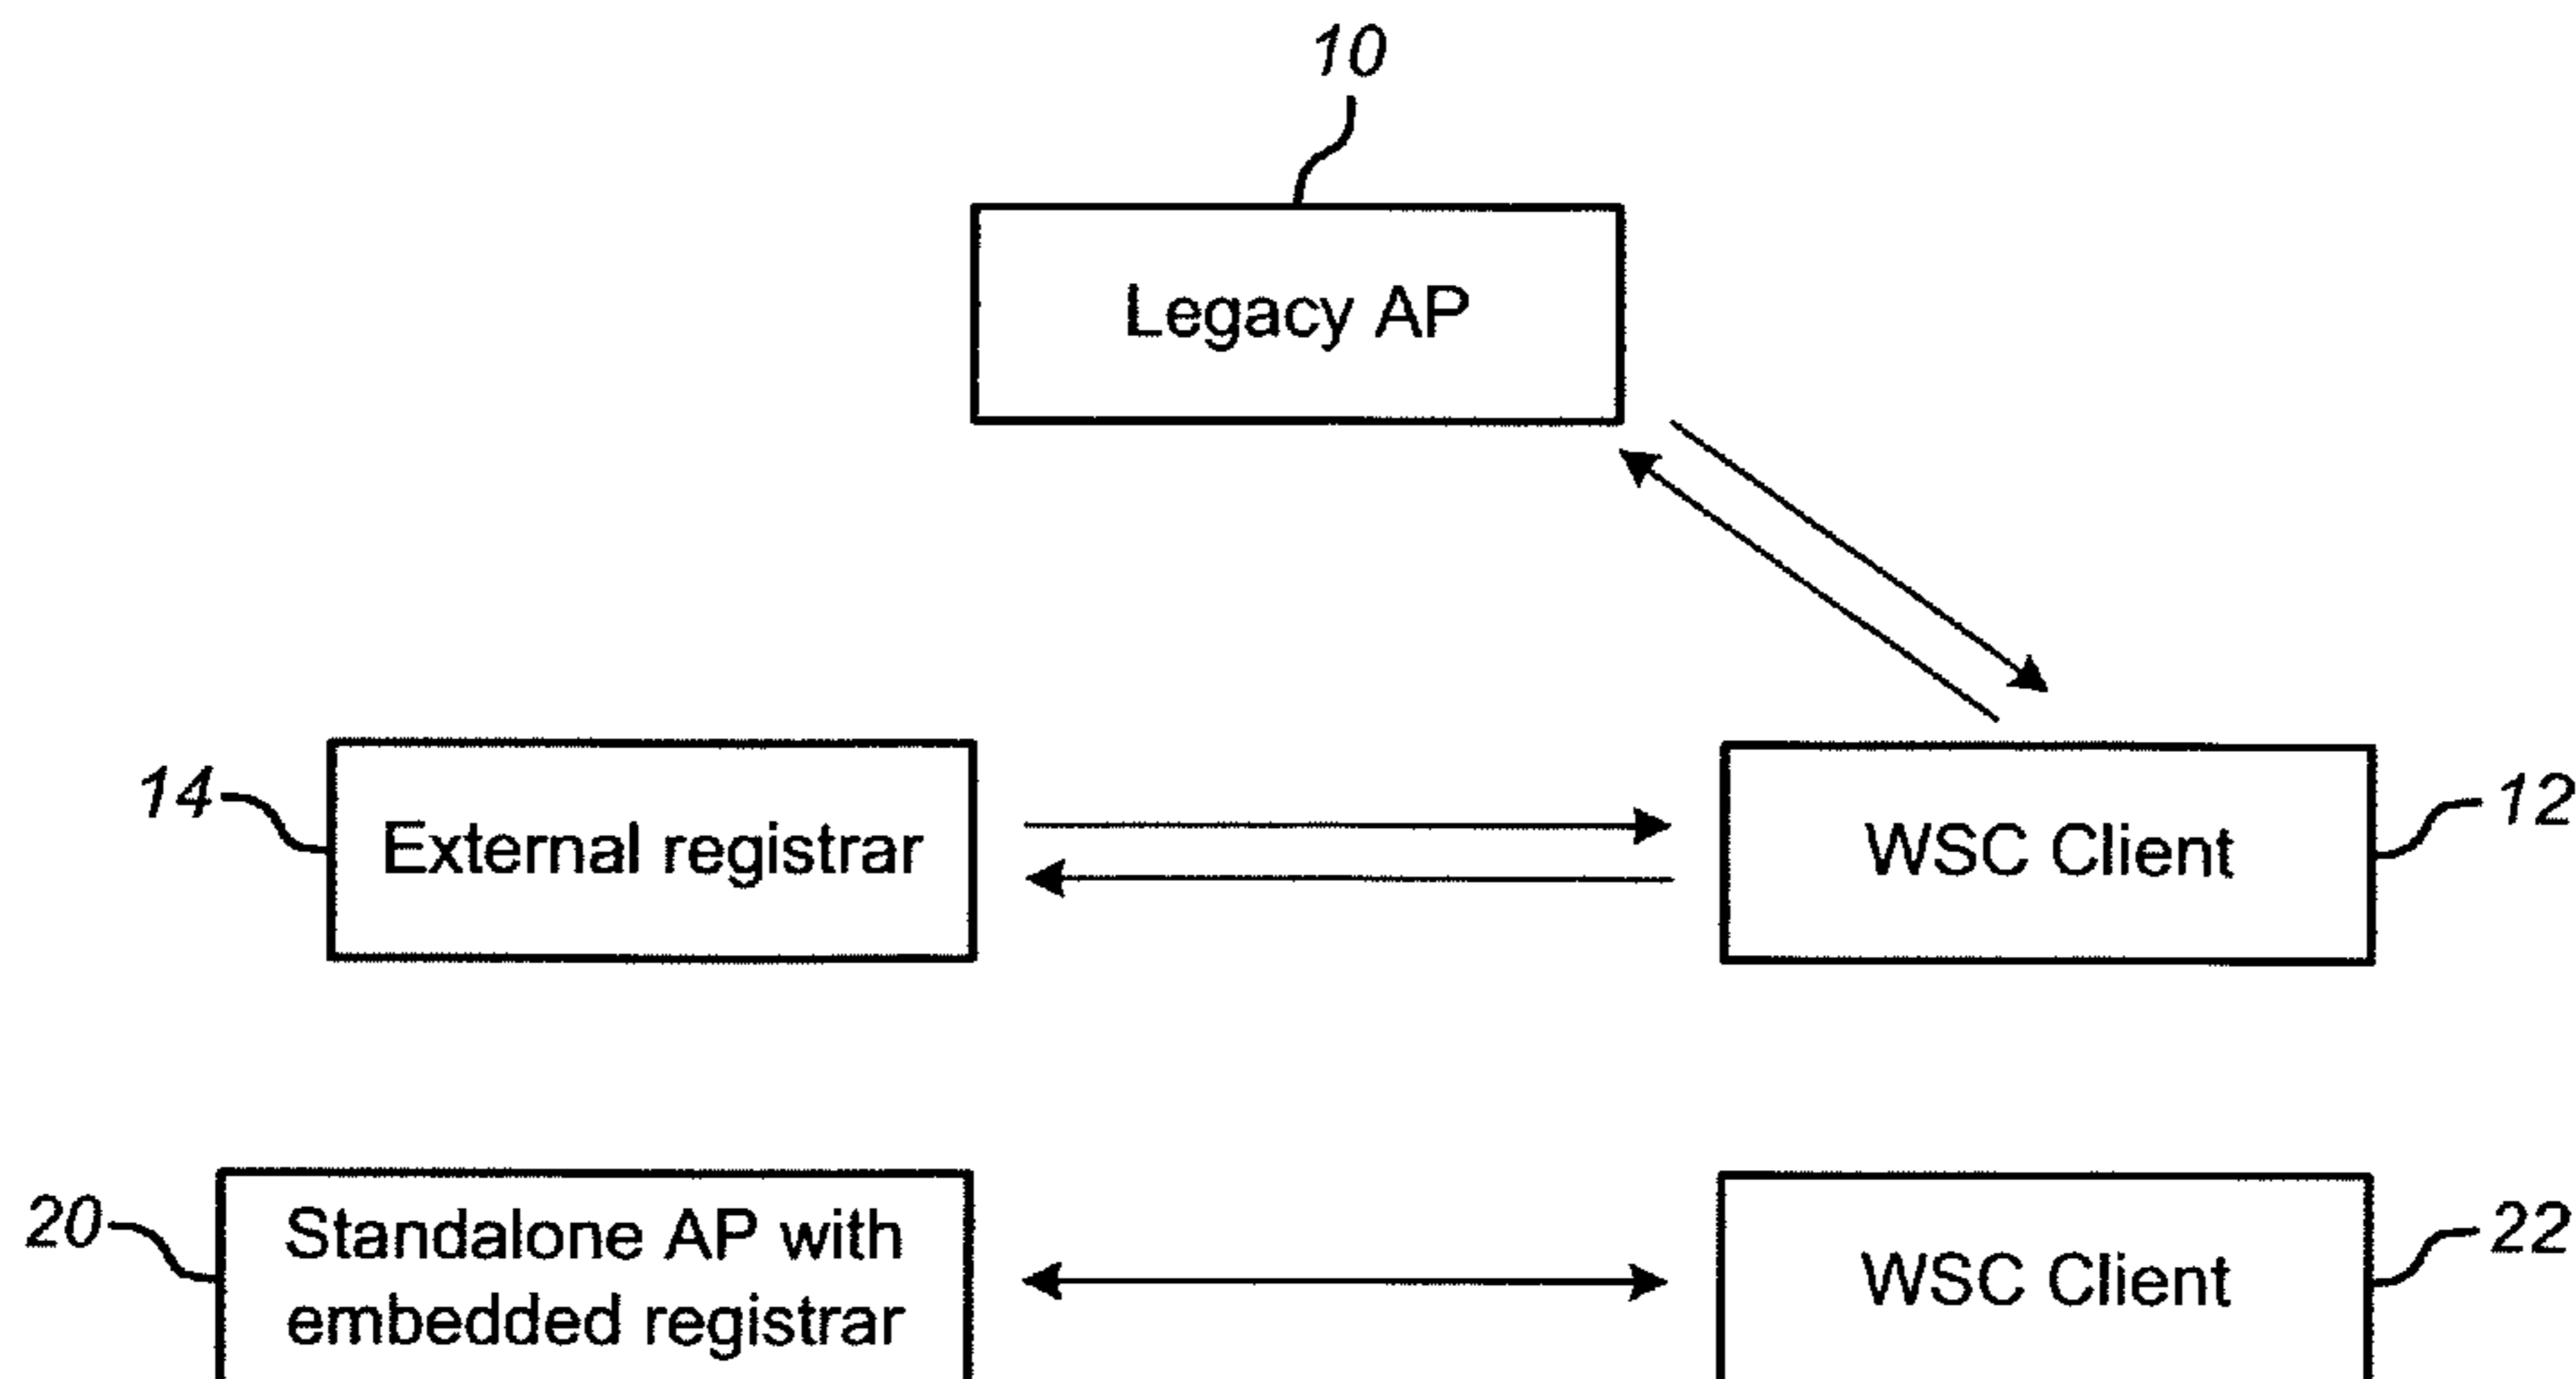 10
Legacy AP
14
External registrar
WSC Client
12
20
Standalone AP with
embedded registrar
WSC Client
22